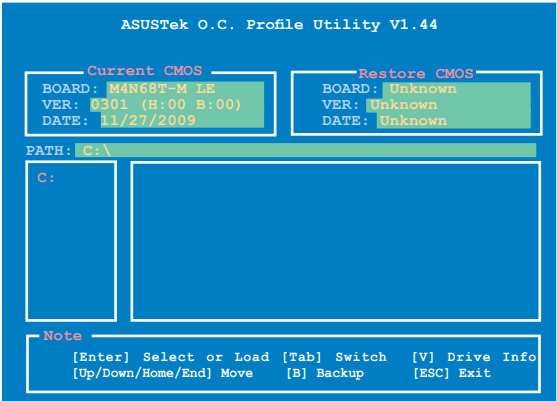 ASUSTek O.C. Profile Utility V1.44
Current CMOS
BOARD: M4N68T-M LE
VER: 0301 (H:00 B:00)
DATE: 11/27/2009
Restore CMOS
BOARD: Unknown
VER: Unknown
DATE: Unknown
PATH: C:\
C:
Note
[Enter] Select or Load [Tab] Switch [V] Drive Info
[Up/Down/Home/End] Move [B] Backup [ESC] Exit